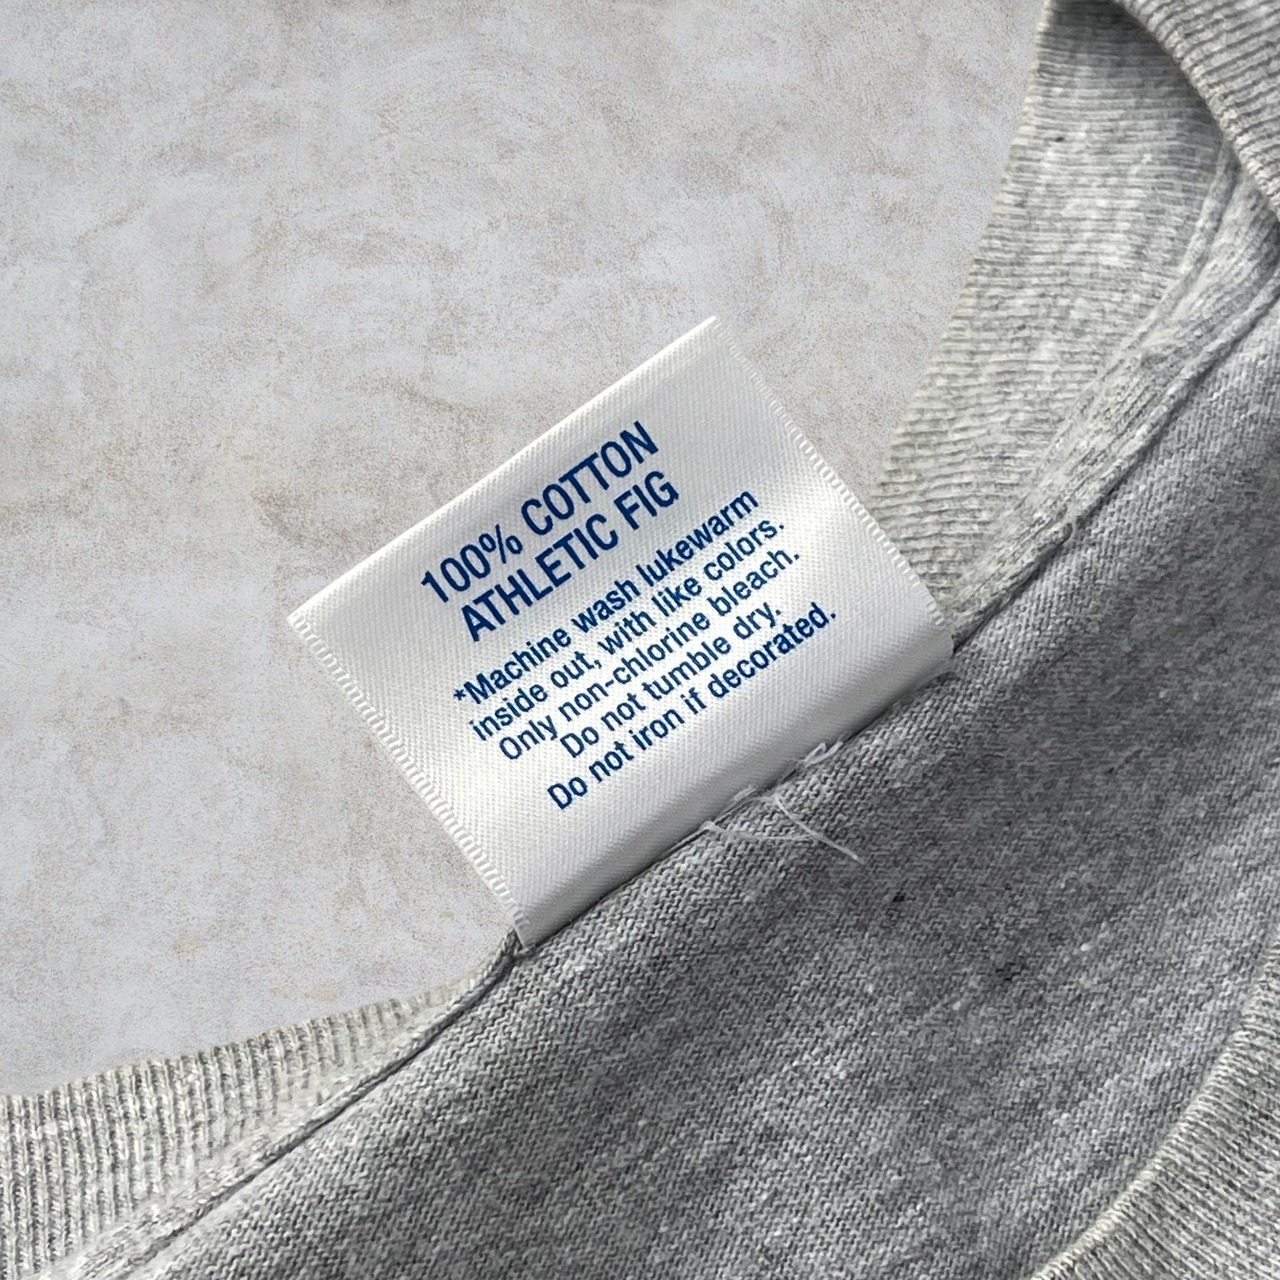 100% COTTON
ATHLETIC FIG
*Machine wash lukewarm
inside out, with like colors.
Only non-chlorine bleach.
Do not tumble dry.
Do not iron if decorated.